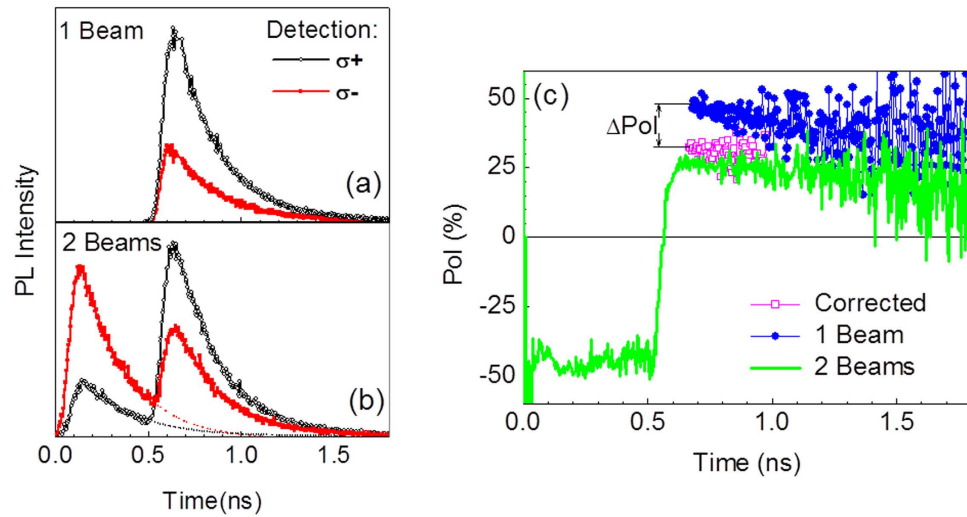 1 Beam
Detection:
σ+
σ-
(a)
2 Beams
(b)
PL Intensity
0.0
0.5
1.0
1.5
Time(ns)
(c)
50
25
0
-25
-50
Pol (%)
ΔPol
Corrected
1 Beam
2 Beams
0.0
0.5
1.0
1.5
Time (ns)